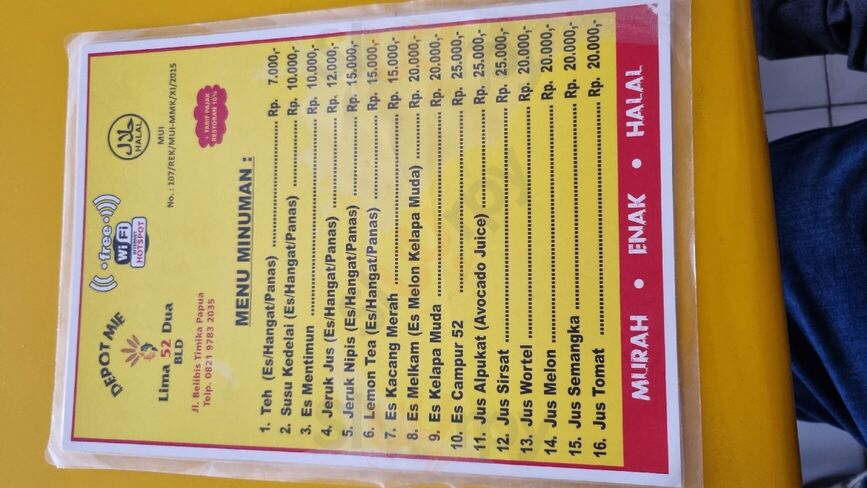 DEPOT MIE
Lima 52 Dua
BLD
Jl. Belibis Timika Papua
Telp. 0821 9783 2035
free
WiFi
INTERNET
HOTSPOT
حلال
HALAL
MUI
No. : 107/REK/MUI-MMK/XI/2015
+ TARIF PAJAK
RESTORAN 10%
MENU MINUMAN :
1. Teh (Es/Hangat/Panas) ........ Rp. 7.000,-
2. Susu Kedelai (Es/Hangat/Panas) ........ Rp. 10.000,-
3. Es Mentimun ........ Rp. 10.000,-
4. Jeruk Jus (Es/Hangat/Panas) ........ Rp. 12.000,-
5. Jeruk Nipis (Es/Hangat/Panas) ........ Rp. 15.000,-
6. Lemon Tea (Es/Hangat/Panas) ........ Rp. 15.000,-
7. Es Kacang Merah ........ Rp. 15.000,-
8. Es Melkam (Es Melon Kelapa Muda) ........ Rp. 20.000,-
9. Es Kelapa Muda ........ Rp. 20.000,-
10. Es Campur 52 ........ Rp. 25.000,-
11. Jus Alpukat (Avocado Juice) ........ Rp. 25.000,-
12. Jus Sirsat ........ Rp. 25.000,-
13. Jus Wortel ........ Rp. 20.000,-
14. Jus Melon ........ Rp. 20.000,-
15. Jus Semangka ........ Rp. 20.000,-
16. Jus Tomat ........ Rp. 20.000,-
MURAH • ENAK • HALAL